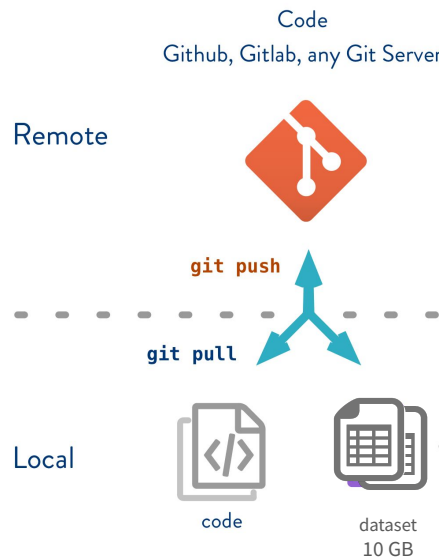 Code
Github, Gitlab, any Git Server
Remote
git push
git pull
Local
</>
code
dataset
10 GB